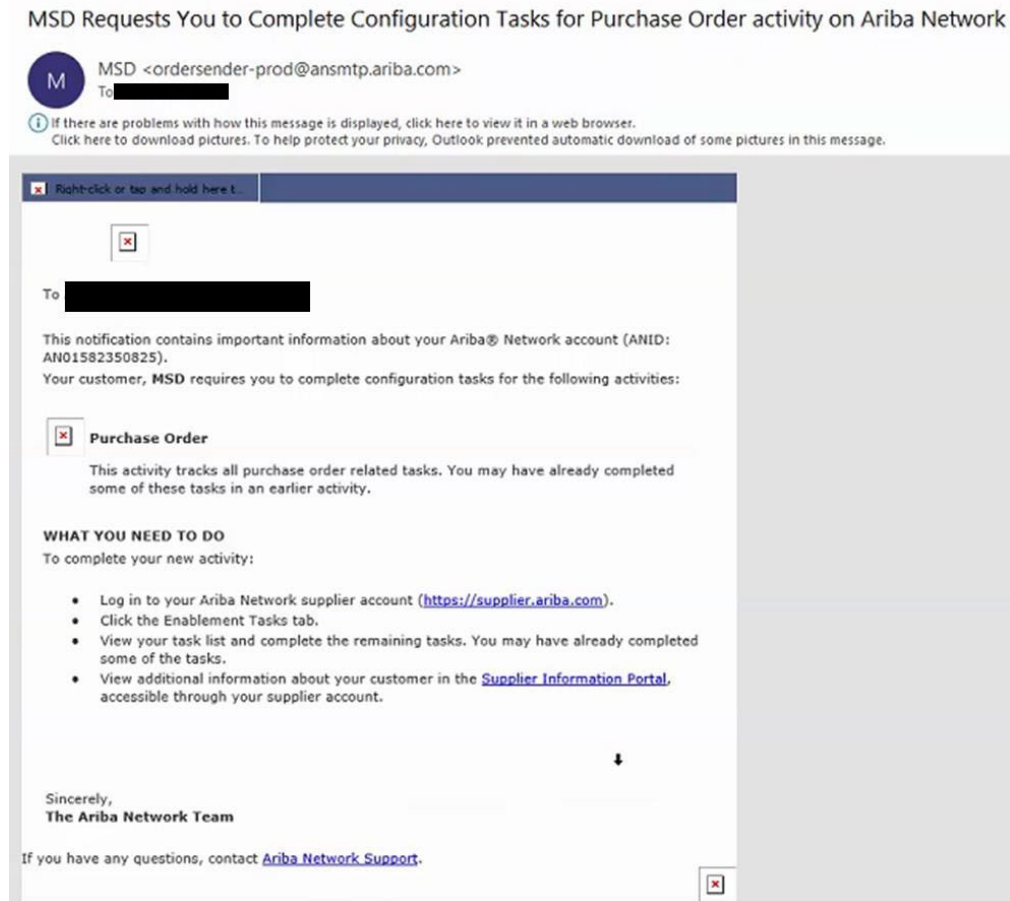 MSD Requests You to Complete Configuration Tasks for Purchase Order activity on Ariba Network
M
MSD <ordersender-prod@ansmtp.ariba.com>
To
If there are problems with how this message is displayed, click here to view it in a web browser.
Click here to download pictures. To help protect your privacy, Outlook prevented automatic download of some pictures in this message.
Right-click or tap and hold here t...
To
This notification contains important information about your Ariba® Network account (ANID:
AN01582350825).
Your customer, MSD requires you to complete configuration tasks for the following activities:
Purchase Order
This activity tracks all purchase order related tasks. You may have already completed
some of these tasks in an earlier activity.
WHAT YOU NEED TO DO
To complete your new activity:
• Log in to your Ariba Network supplier account (https://supplier.ariba.com).
• Click the Enablement Tasks tab.
• View your task list and complete the remaining tasks. You may have already completed
some of the tasks.
• View additional information about your customer in the Supplier Information Portal,
accessible through your supplier account.
Sincerely,
The Ariba Network Team
If you have any questions, contact Ariba Network Support.